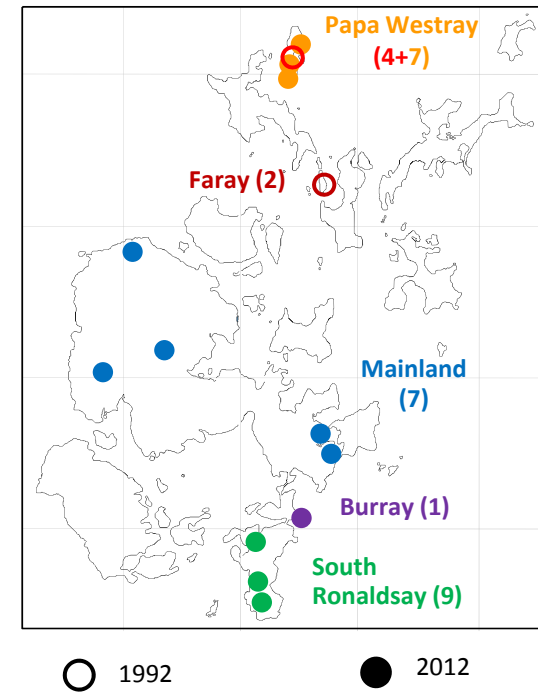 Papa Westray
(4+7)
Faray (2)
Mainland
(7)
Burray (1)
South
Ronaldsay (9)
1992
2012